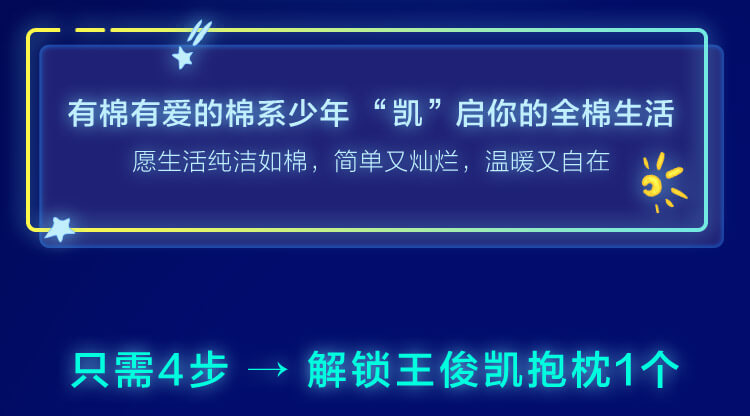 有棉有爱的棉系少年 “凯”启你的全棉生活
愿生活纯洁如棉，简单又灿烂，温暖又自在
只需4步 → 解锁王俊凯抱枕1个